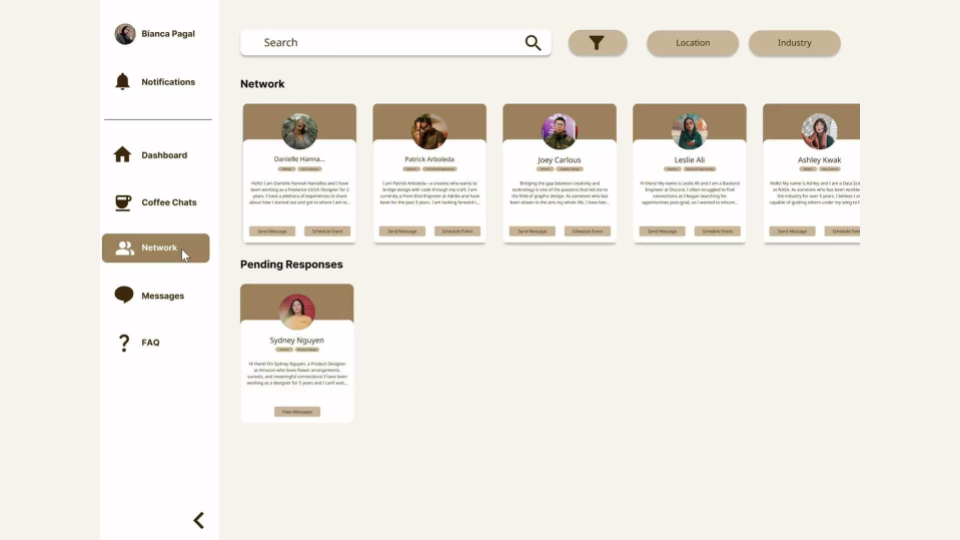 Bianca Pagal
Notifications
Dashboard
Coffee Chats
Network
Messages
FAQ
Search
Location
Industry
Network
Danielle Hanna...
Hello! I am Danielle Hannah and I have
been working as a freelance UI/UX Designer for 3
years. I have a plethora of experiences to share
about how I started out and got to where I am to...
Send Message
Schedule Event
Patrick Arboleda
I am Patrick Arboleda—a creative who wants to
bridge design with code through my craft. I am
currently a Front End Engineer at Adobe and have
been for the past 5 years. I am looking forward t...
Send Message
Schedule Event
Joey Carlous
Bridging the gap between creativity and
technology is one of the passions that led me to
the field of graphic design. As someone who has
been drawn to the arts my whole life, I have bee...
Send Message
Schedule Event
Leslie Ali
Hi there! My name is Leslie and I am a Backend
Engineer at Discord. I often struggled to find
connections as I began searching for
opportunities post-grad, so I wanted to ensure...
Send Message
Schedule Event
Ashley Kwak
Hello! My name is Ashley and I am a Data Scie
at NASA. As someone who has been workin
the industry for over 5 years, I believe I am
capable of guiding others under my wing to f
Send Message
Schedule Eve
Pending Responses
Sydney Nguyen
Hi there! I'm Sydney Nguyen, a Product Designer
at Amazon who loves flower arrangements,
sunsets, and meaningful connections! I have been
working as a designer for 5 years and I can't wait...
View Messages